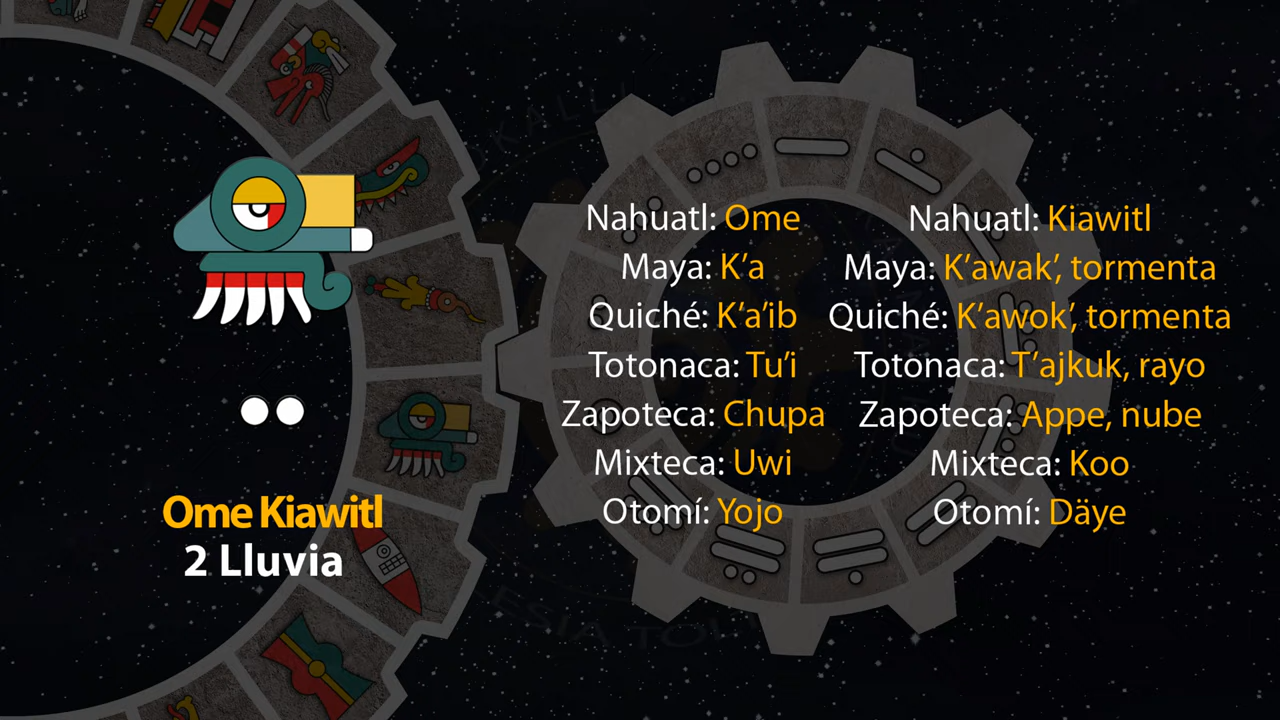 Ome Kiawitl
2 Lluvia
Nahuatl: Ome
Maya: K'a
Quiché: K'a'ib
Totonaca: Tu'i
Zapoteca: Chupa
Mixteca: Uwi
Otomí: Yojo
Nahuatl: Kiawitl
Maya: K'awak', tormenta
Quiché: K'awok', tormenta
Totonaca: T'ajkuk, rayo
Zapoteca: Appe, nube
Mixteca: Koo
Otomí: Däye